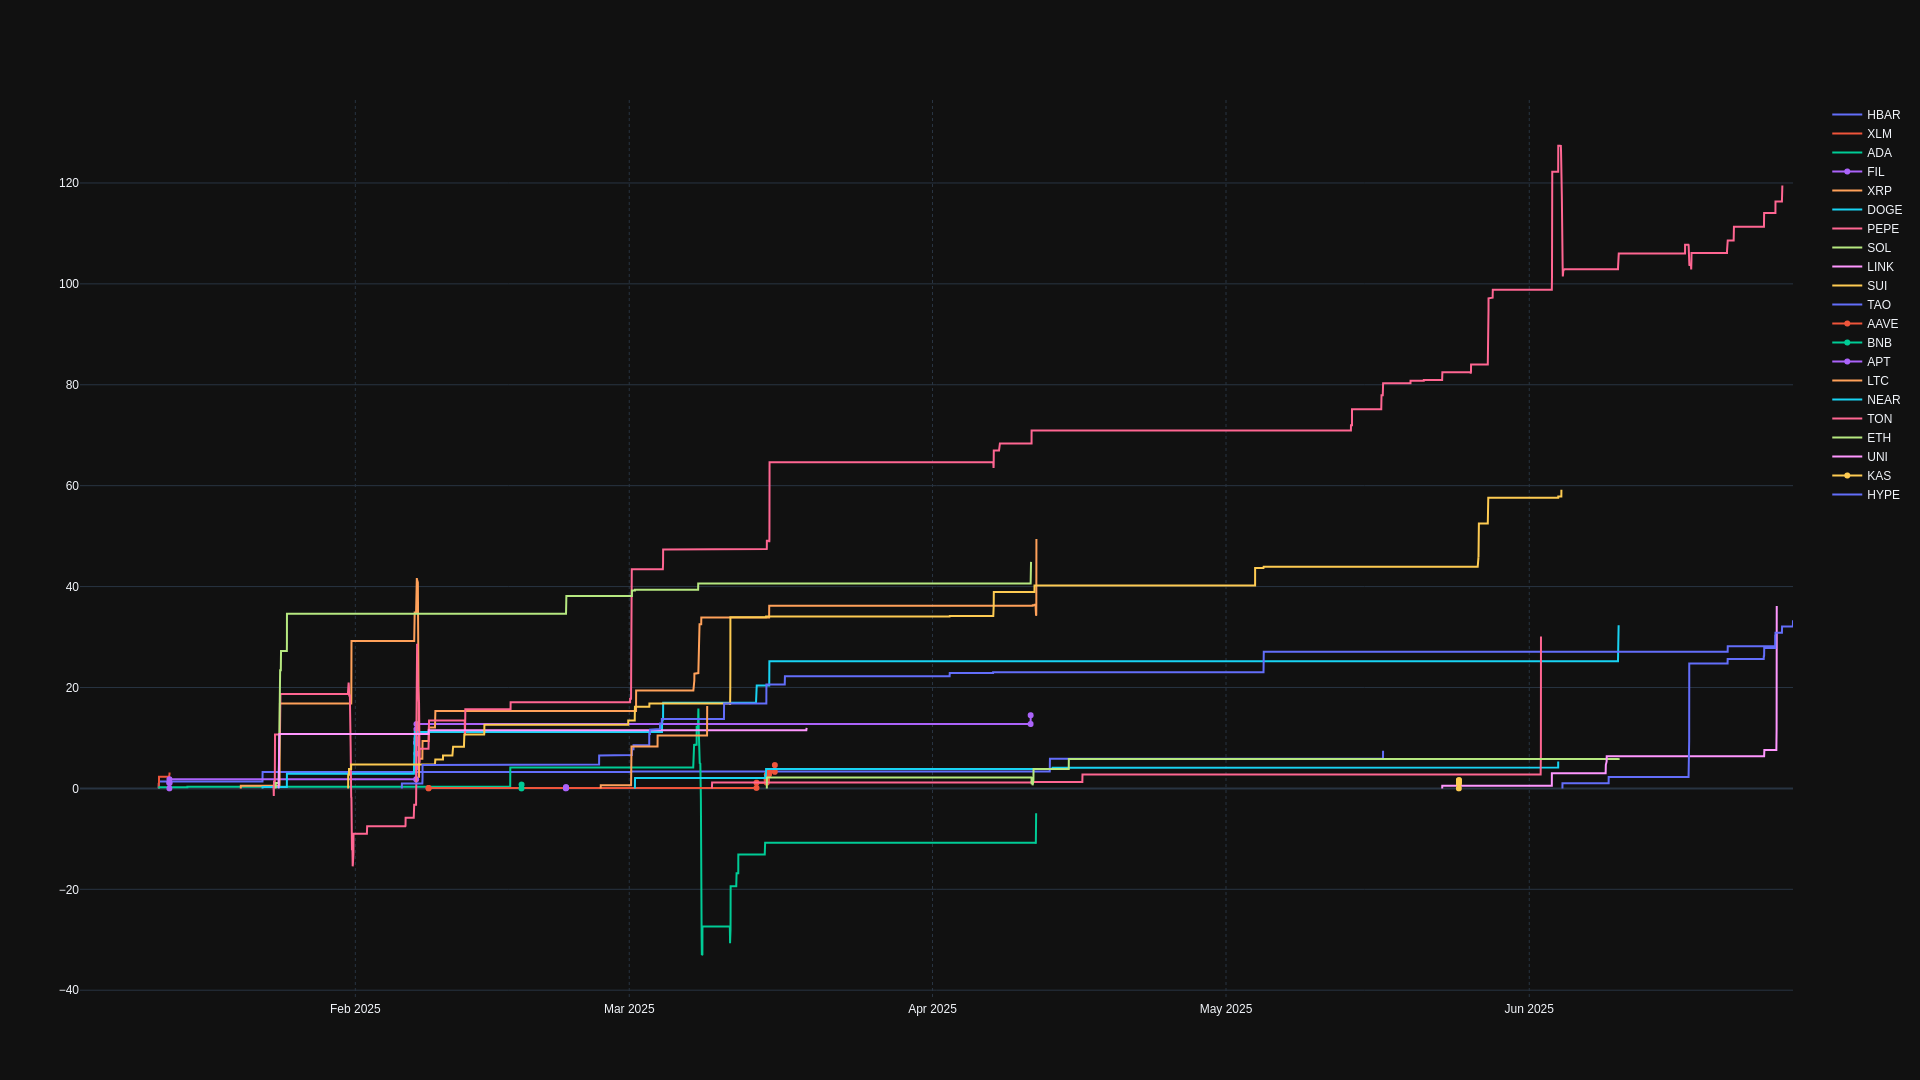 120
100
80
60
40
20
0
−20
−40
Feb 2025
Mar 2025
Apr 2025
May 2025
Jun 2025
HBAR
XLM
ADA
FIL
XRP
DOGE
PEPE
SOL
LINK
SUI
TAO
AAVE
BNB
APT
LTC
NEAR
TON
ETH
UNI
KAS
HYPE